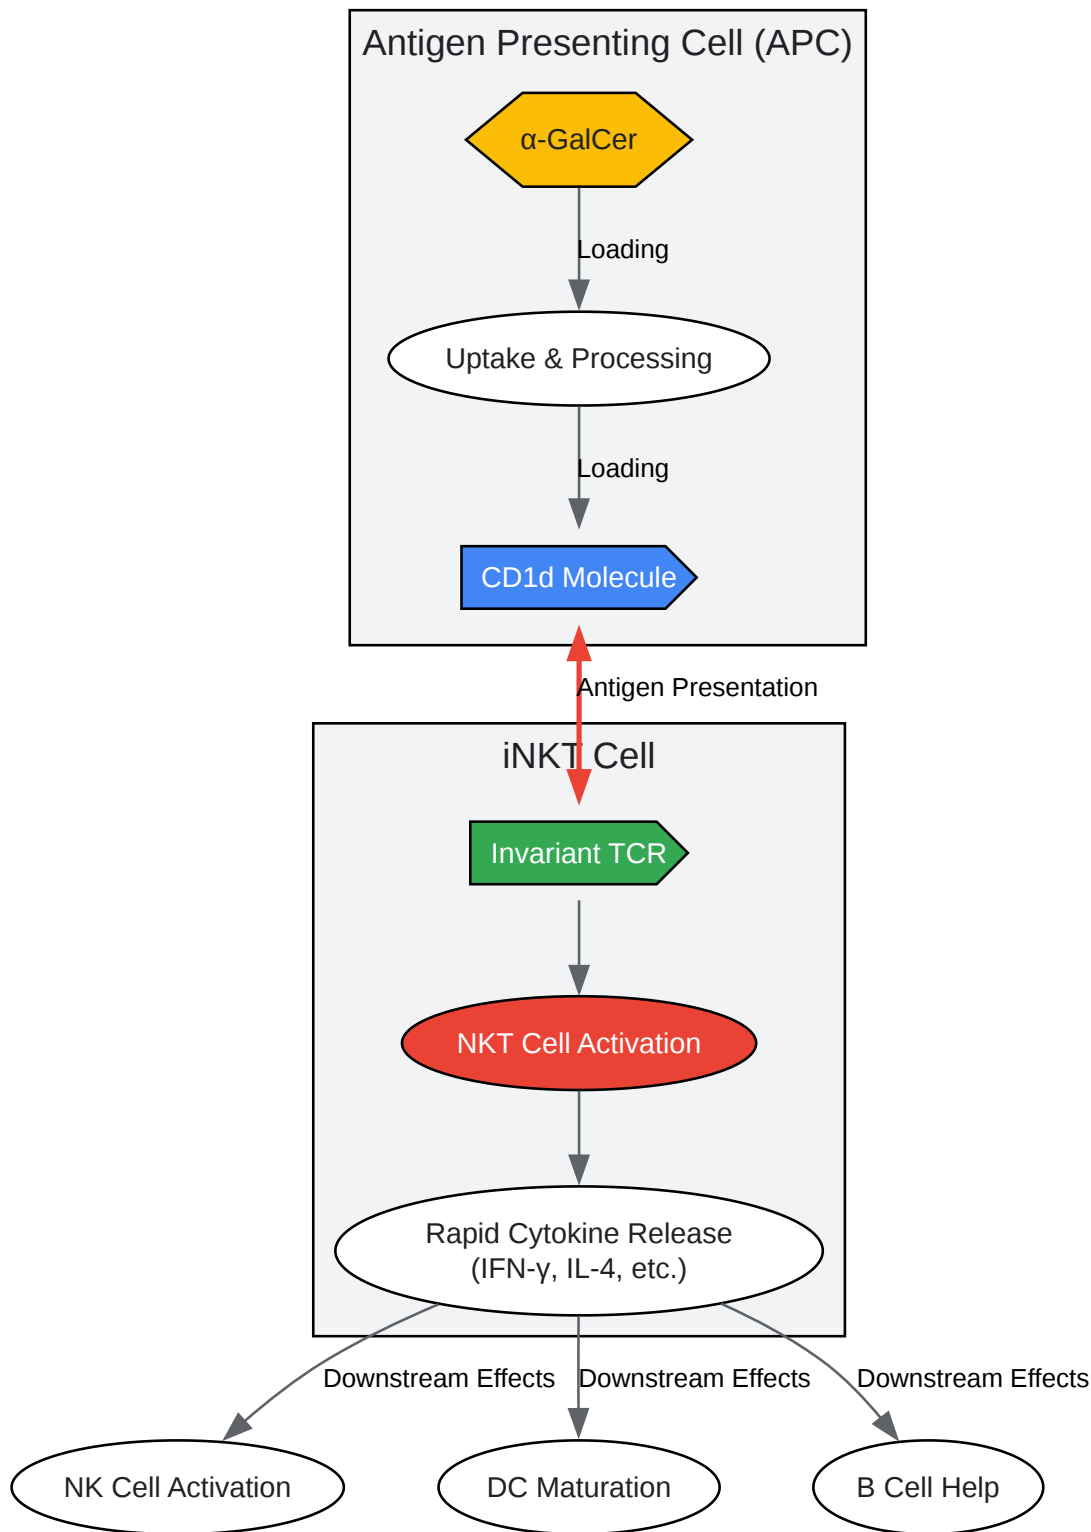 Antigen Presenting Cell (APC)
α-GalCer
Loading
Uptake & Processing
Loading
CD1d Molecule
Antigen Presentation
iNKT Cell
Invariant TCR
NKT Cell Activation
Rapid Cytokine Release
(IFN-γ, IL-4, etc.)
Downstream Effects
Downstream Effects
Downstream Effects
NK Cell Activation
DC Maturation
B Cell Help